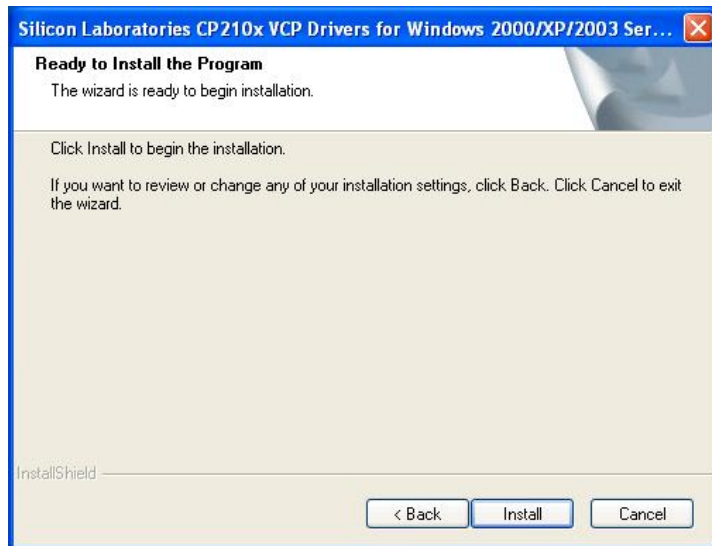 Silicon Laboratories CP210x VCP Drivers for Windows 2000/XP/2003 Ser...
Ready to Install the Program
The wizard is ready to begin installation.
Click Install to begin the installation.
If you want to review or change any of your installation settings, click Back. Click Cancel to exit
the wizard.
InstallShield
< Back Install Cancel